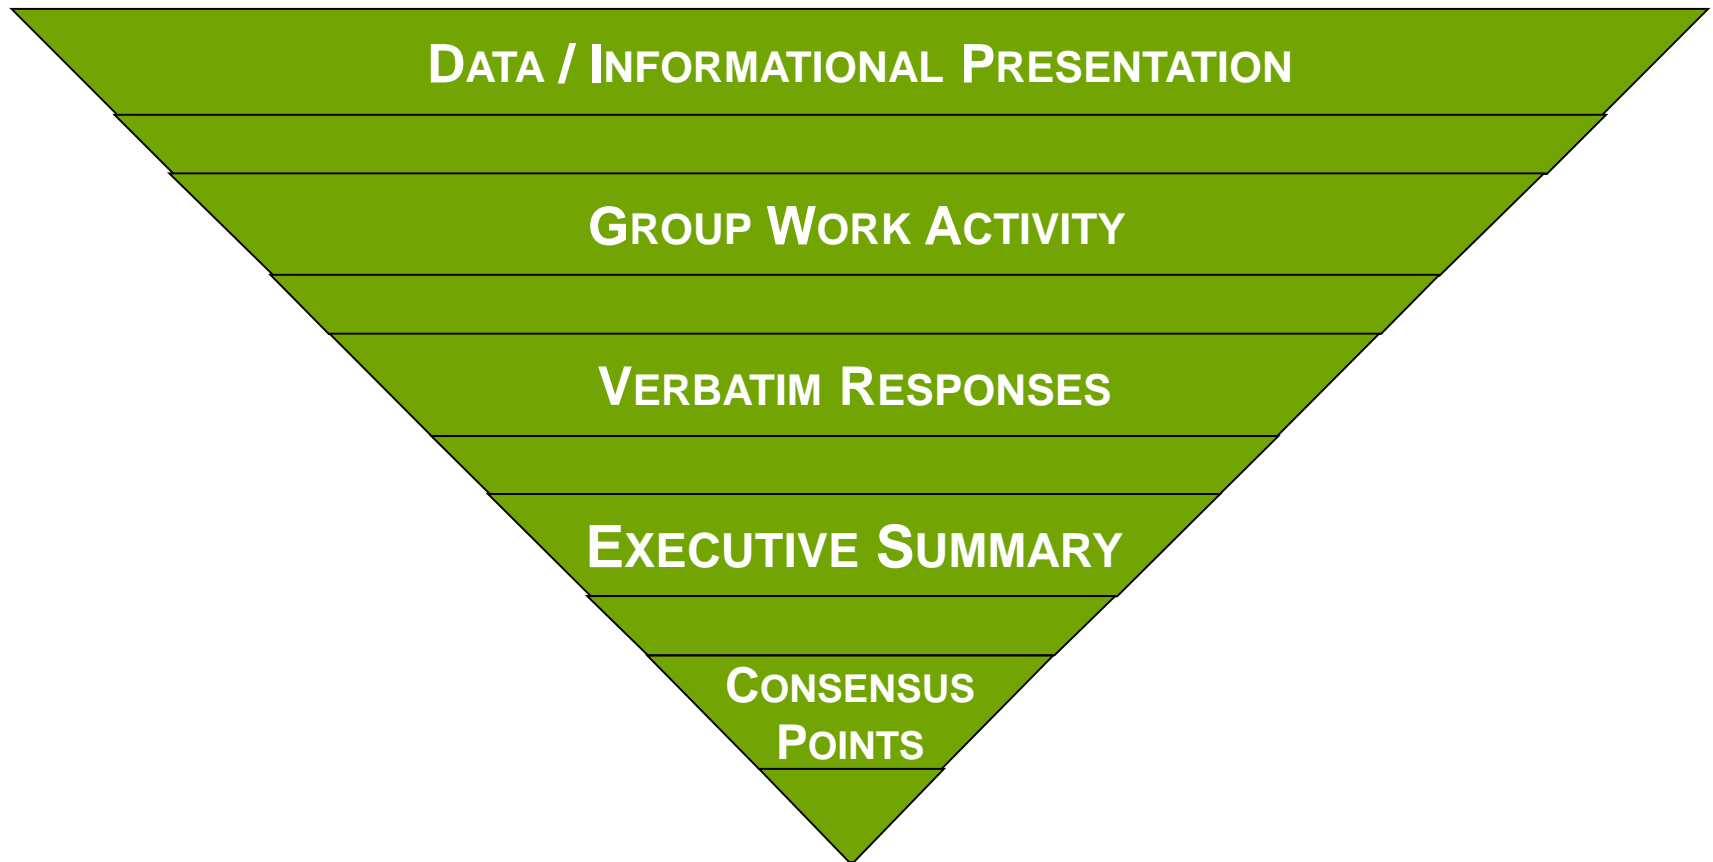 DATA / INFORMATIONAL PRESENTATION
GROUP WORK ACTIVITY
VERBATIM RESPONSES
EXECUTIVE SUMMARY
CONSENSUS
POINTS